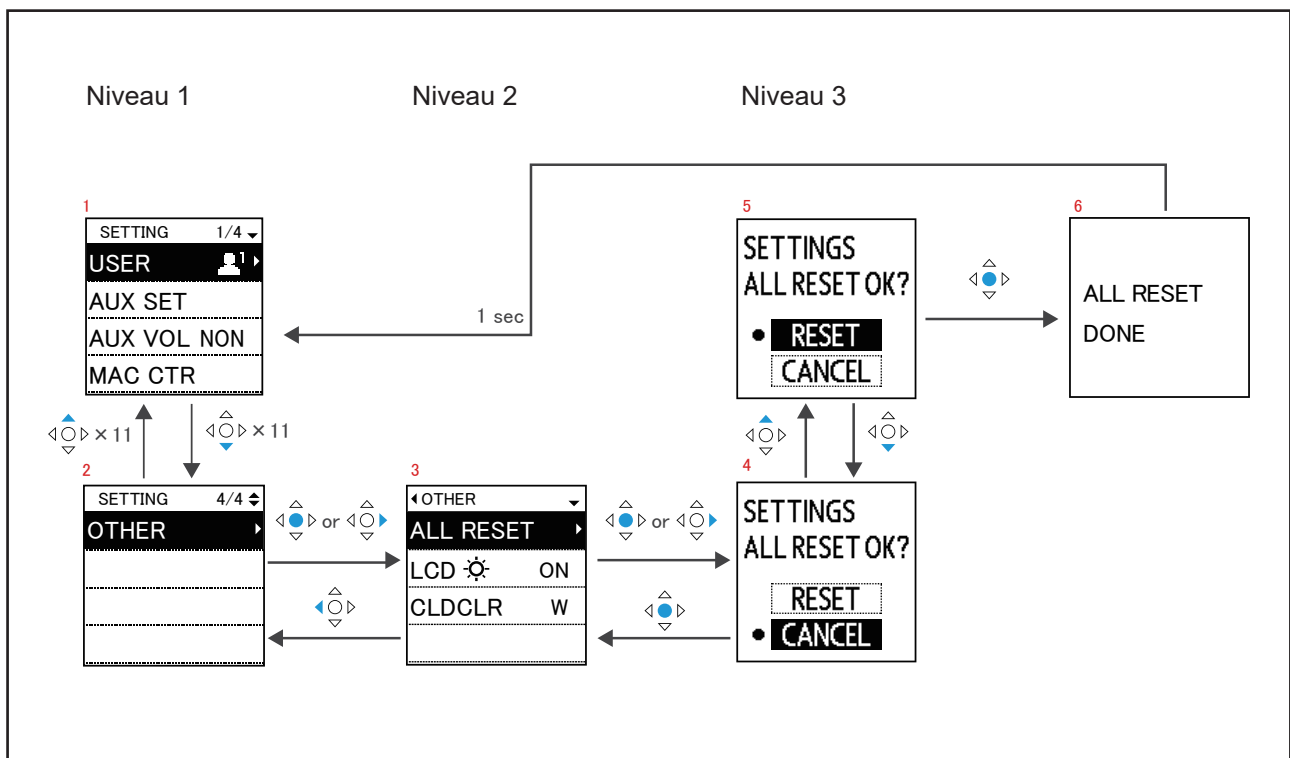 Niveau 1
Niveau 2
Niveau 3
1
SETTING 1/4
USER 1
AUX SET
AUX VOL NON
MAC CTR
1 sec
5
SETTINGS
ALL RESET OK?
RESET
CANCEL
6
ALL RESET
DONE
× 11
× 11
2
SETTING 4/4
OTHER
or
3
OTHER
ALL RESET
LCD ON
CLDCLR W
or
4
SETTINGS
ALL RESET OK?
RESET
CANCEL